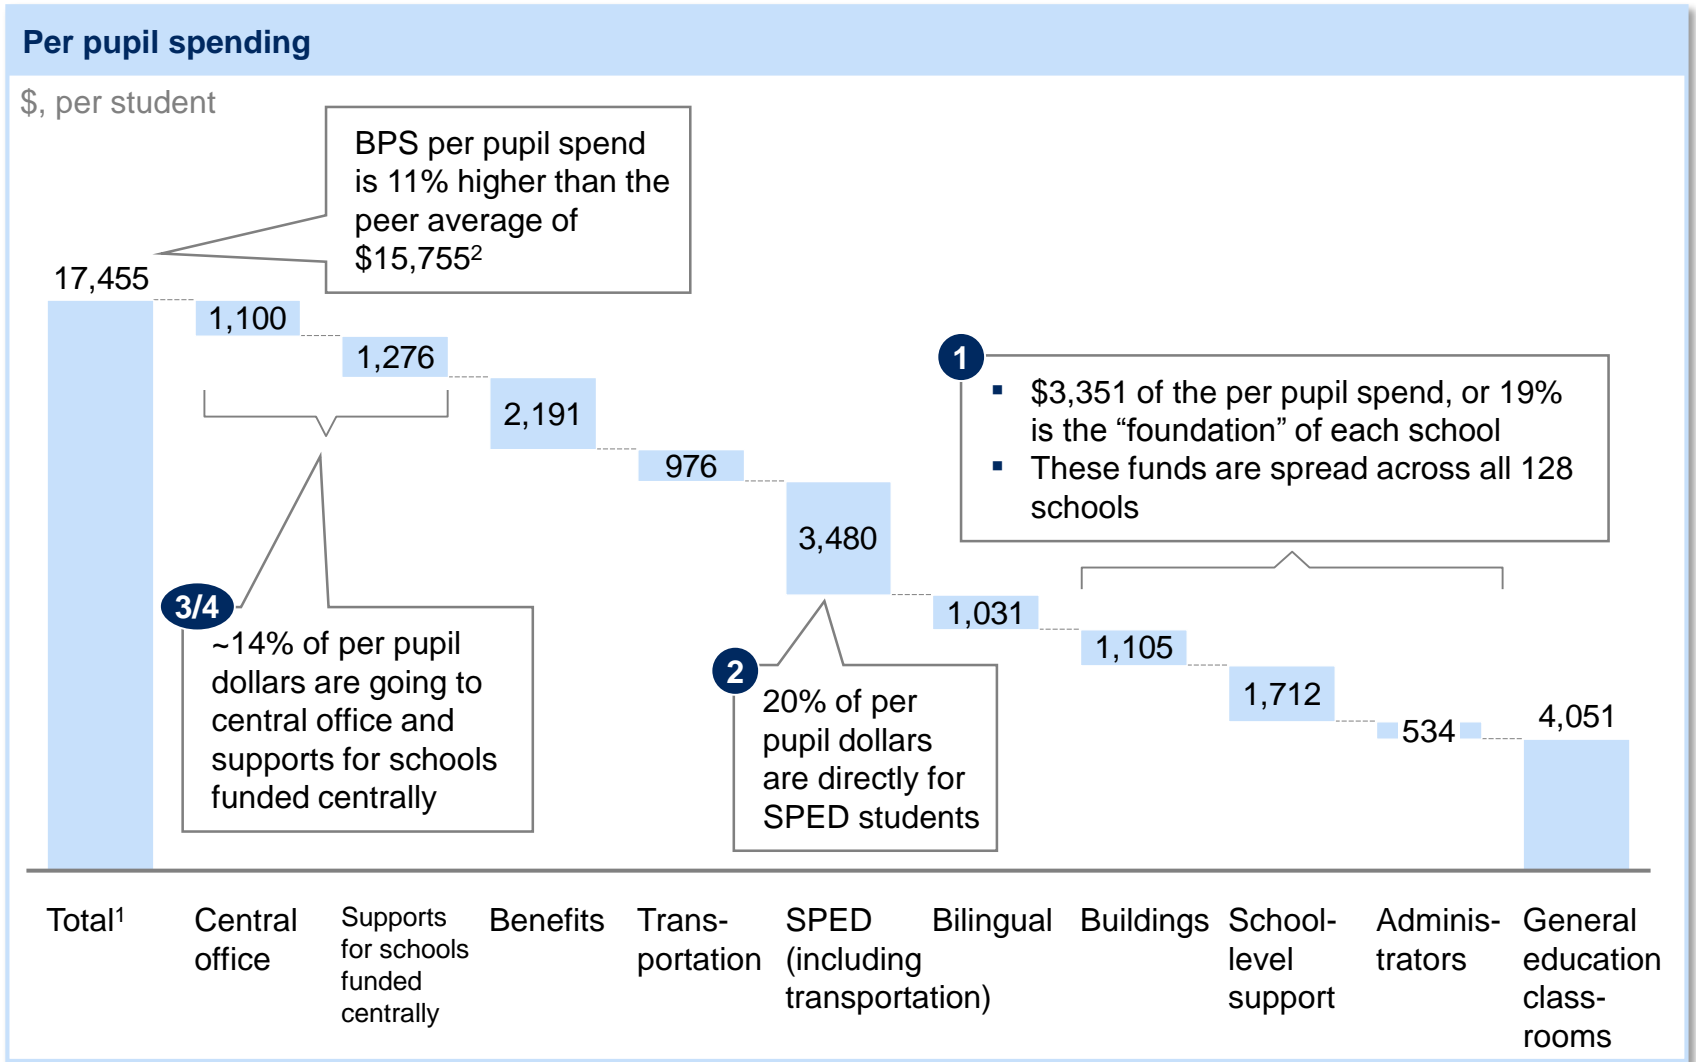 Per pupil spending
$, per student
BPS per pupil spend
is 11% higher than the
peer average of
$15,755²
17,455
1,100
1,276
2,191
976
3,480
1,031
1,105
1,712
534
4,051
1
▪ $3,351 of the per pupil spend, or 19%
is the “foundation” of each school
▪ These funds are spread across all 128
schools
3/4
~14% of per pupil
dollars are going to
central office and
supports for schools
funded centrally
2
20% of per
pupil dollars
are directly for
SPED students
Total¹
Central
office
Supports
for schools
funded
centrally
Benefits
Trans-
portation
SPED
(including
transportation)
Bilingual
Buildings
School-
level
support
Adminis-
trators
General
education
class-
rooms